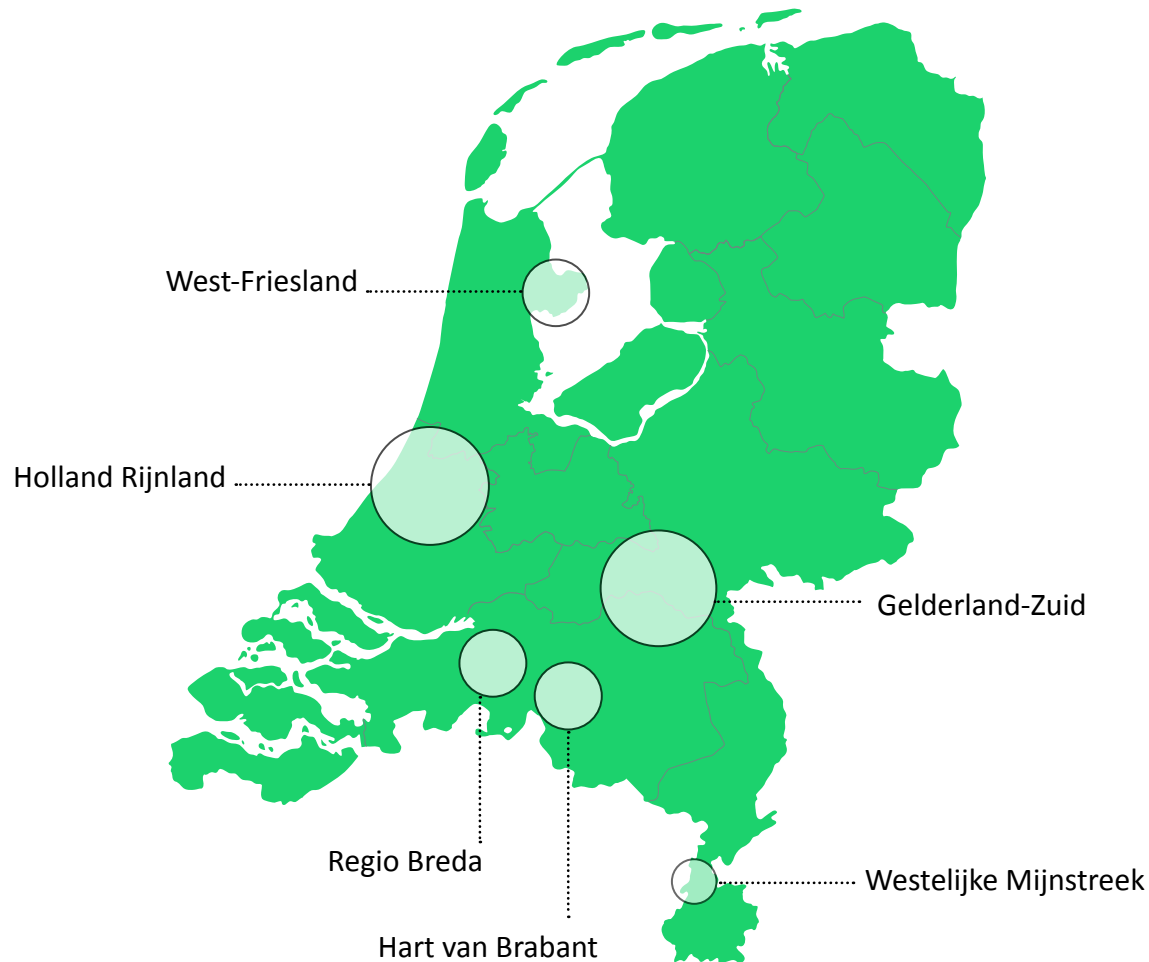 West-Friesland
Holland Rijnland
Gelderland-Zuid
Regio Breda
Westelijke Mijnstreek
Hart van Brabant